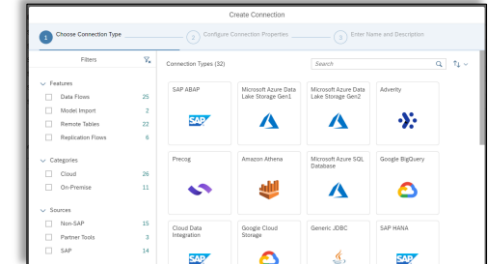 Create Connection
1 Choose Connection Type
2 Configure Connection Properties
3 Enter Name and Description
Filters
Connection Types (32)
Search
Features
Data Flows 25
Model Import 2
Remote Tables 22
Replication Flows 6
Categories
Cloud 26
On-Premise 11
Sources
Non-SAP 15
Partner Tools 3
SAP 14
SAP ABAP
SAP
Microsoft Azure Data
Lake Storage Gen1
Microsoft Azure Data
Lake Storage Gen2
Adverity
Precog
Amazon Athena
Microsoft Azure SQL
Database
Google BigQuery
Cloud Data
Integration
SAP
Google Cloud
Storage
Generic JDBC
SAP HANA
SAP